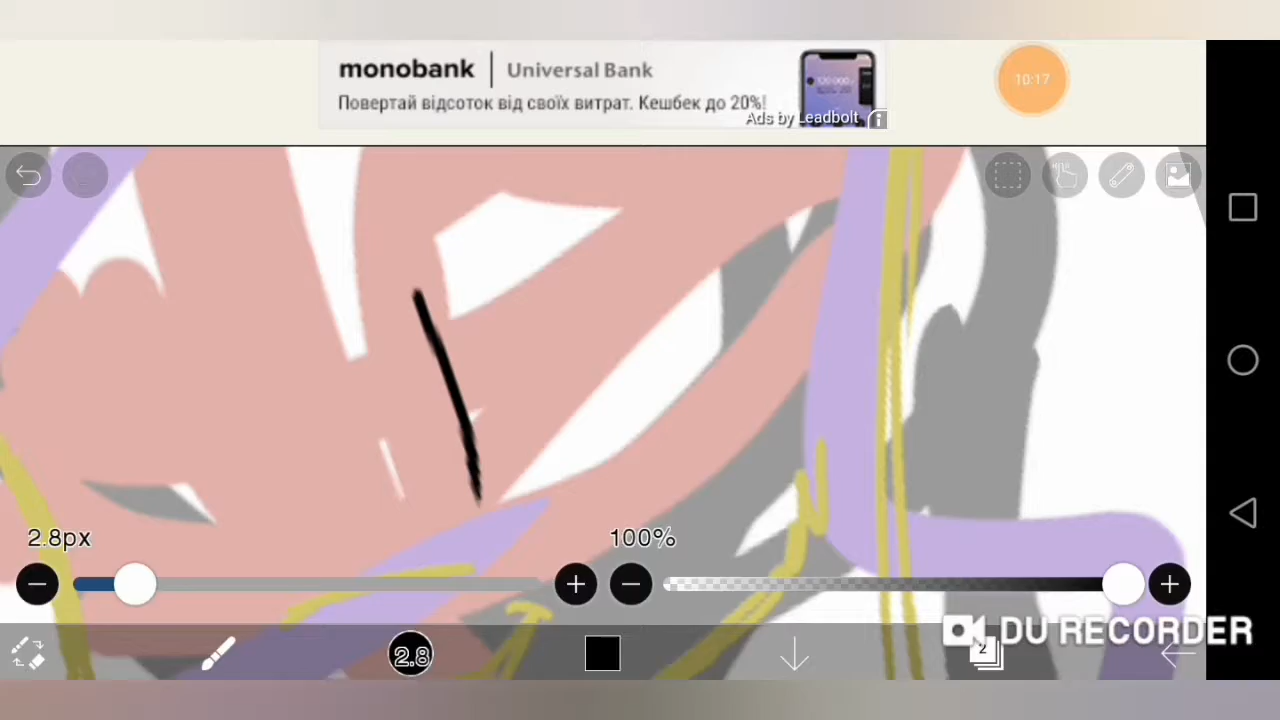 monobank | Universal Bank
10:17
Повертай відсоток від своїх витрат. Кешбек до 20%!
Ads by Leadbolt
2.8px
100%
DU RECORDER
2.8
2